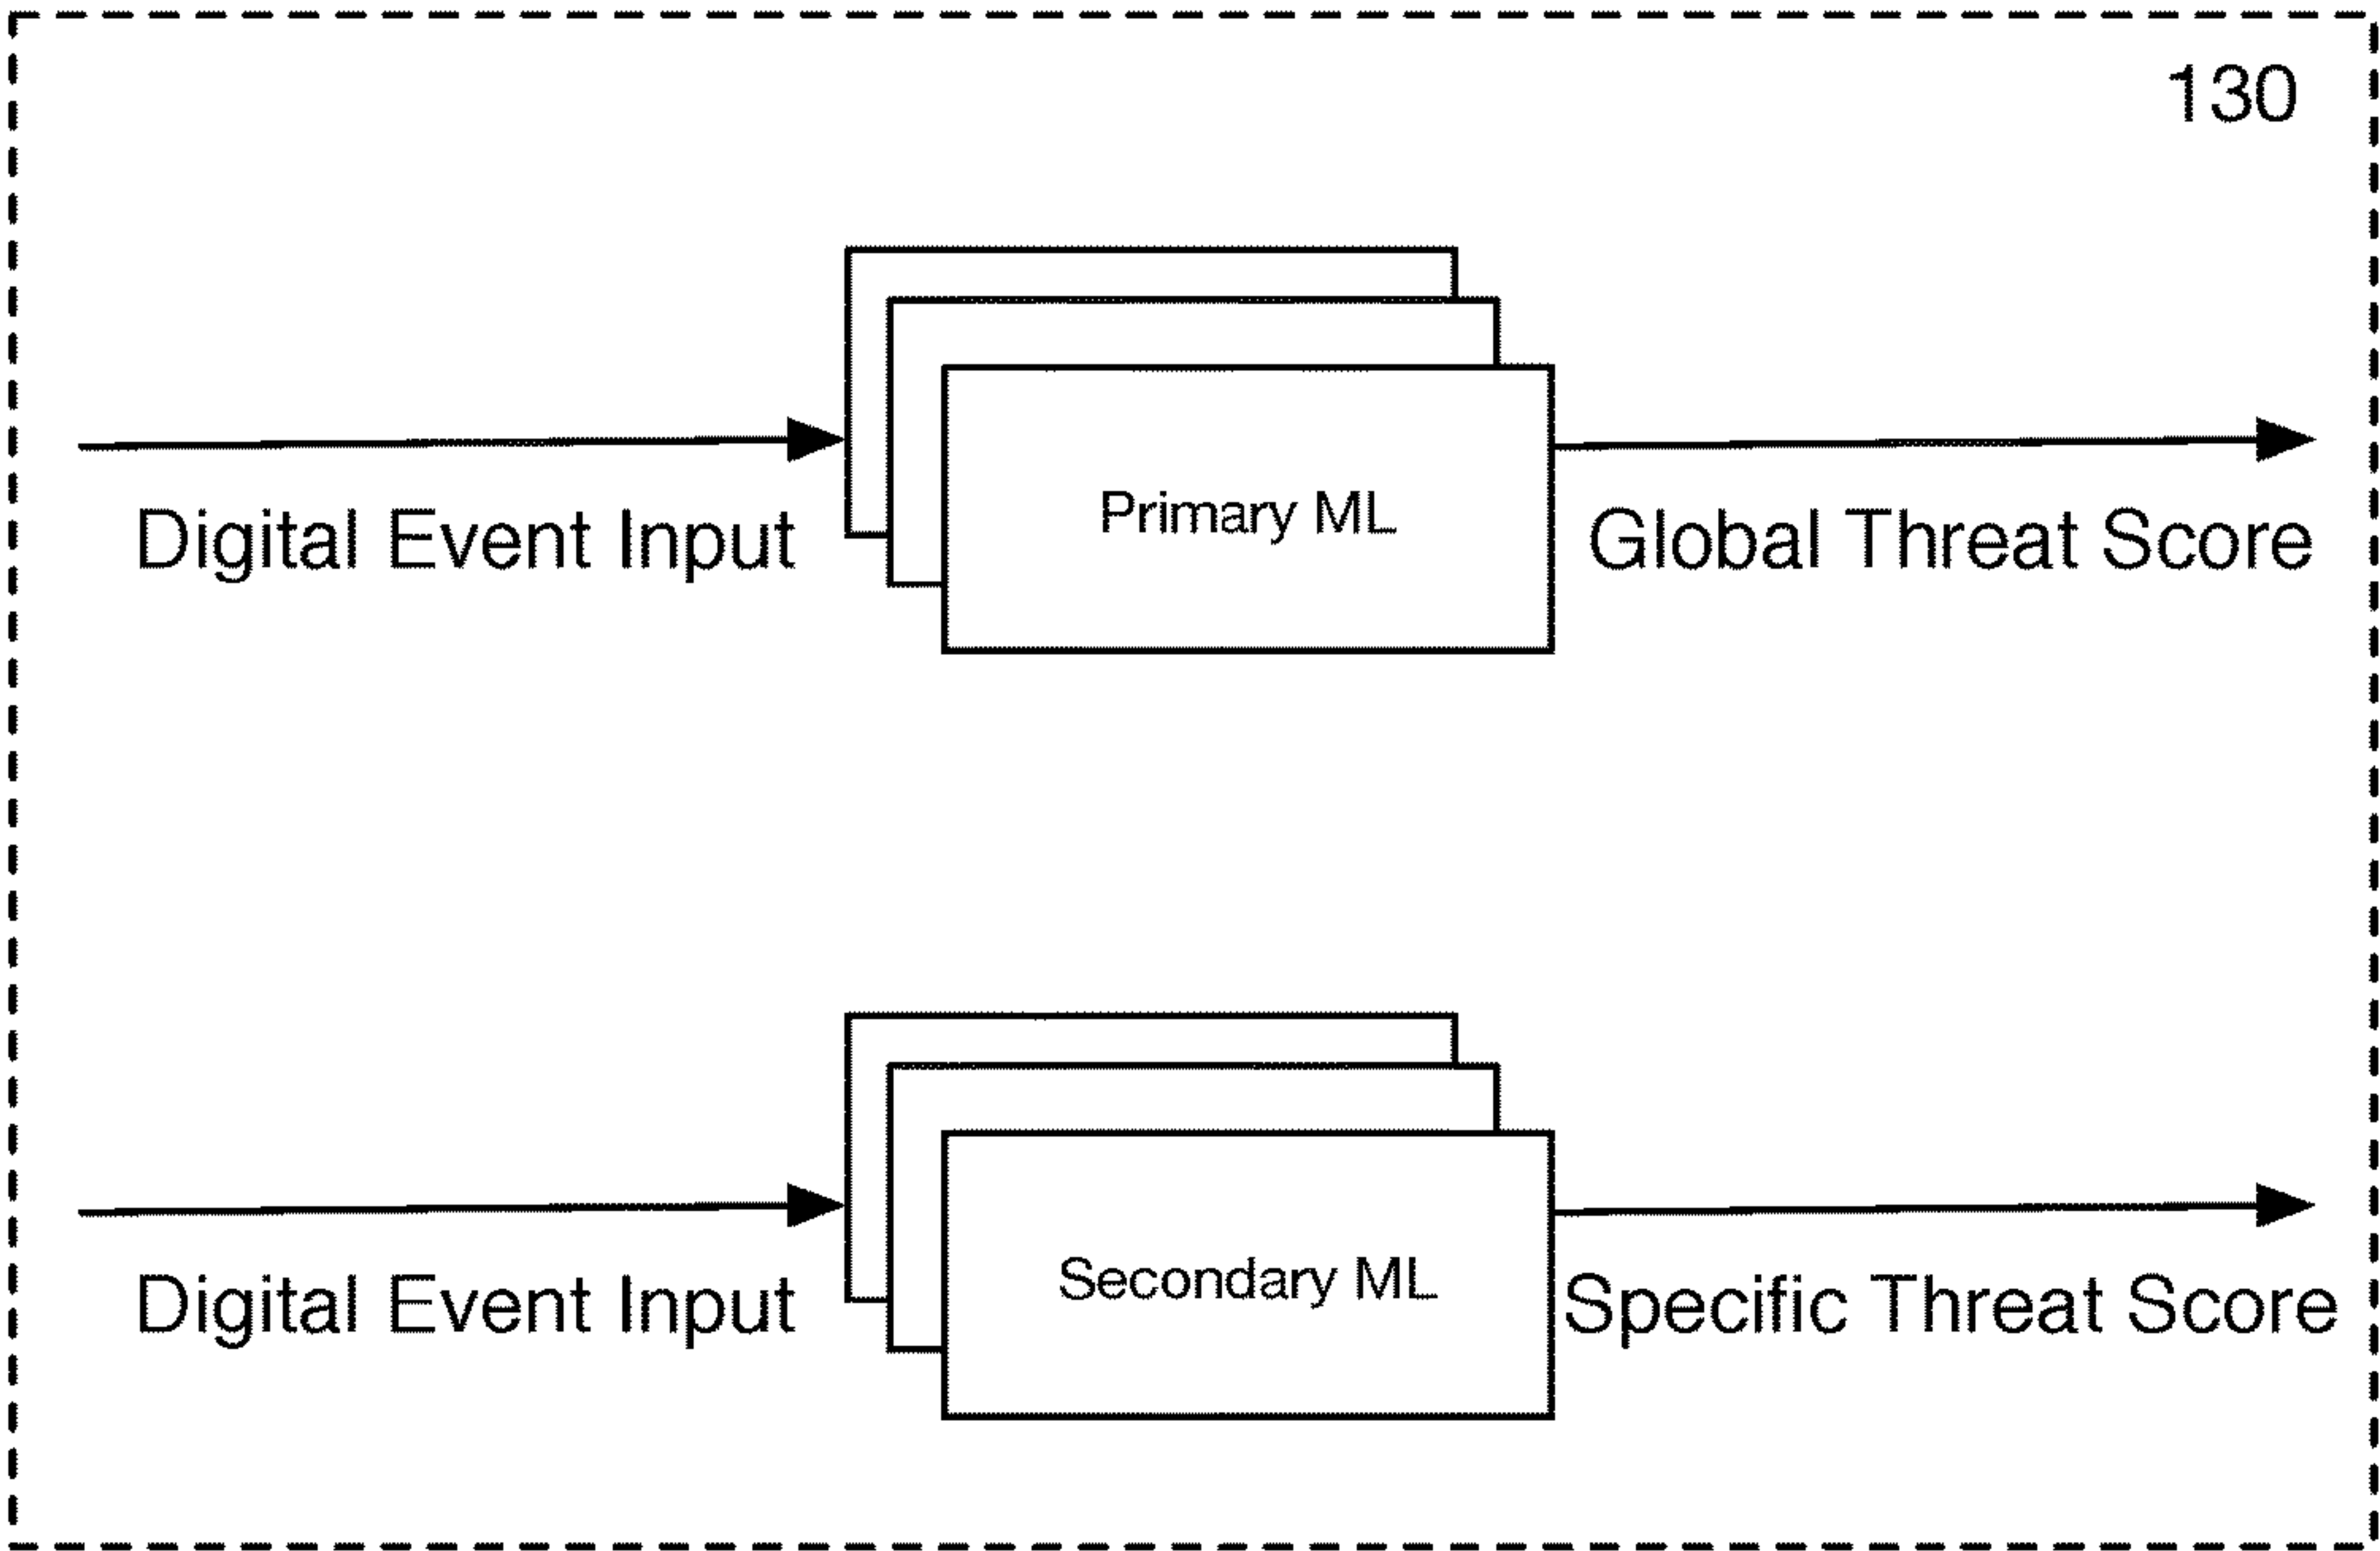 130
Primary ML
Digital Event Input
Global Threat Score
Secondary ML
Digital Event Input
Specific Threat Score